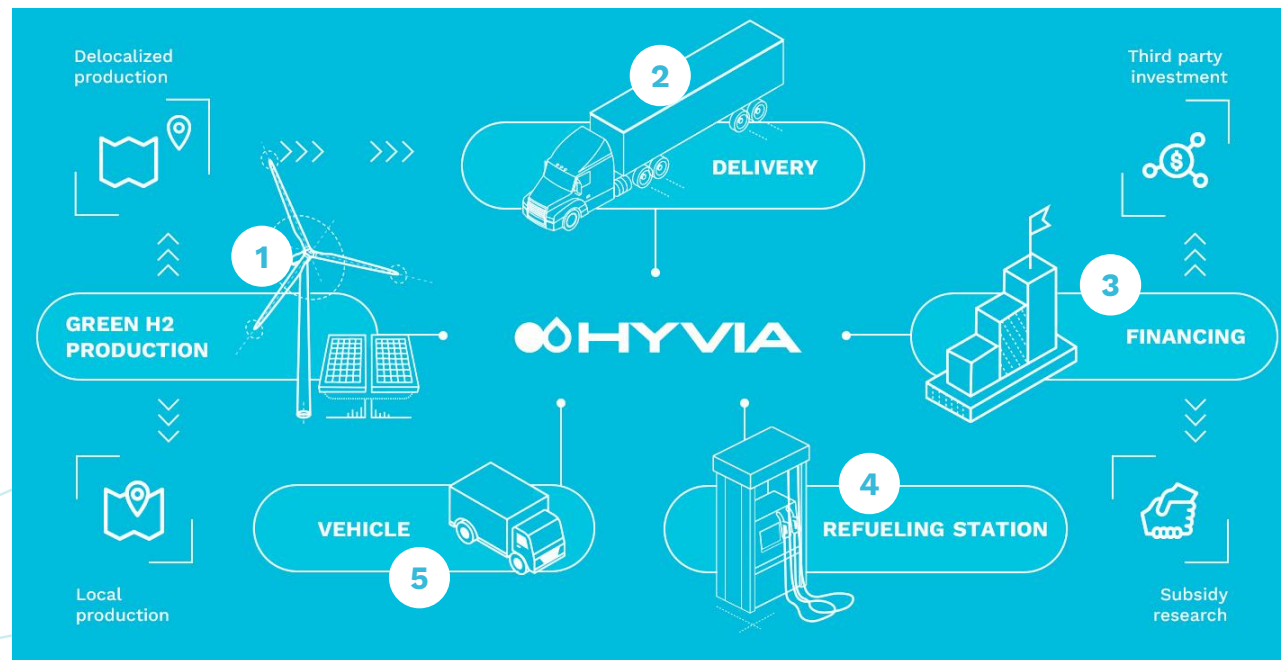 Delocalized
production
2
DELIVERY
Third party
investment
$
1
GREEN H2
PRODUCTION
HYVIA
3
FINANCING
VEHICLE
5
4
REFUELING STATION
Local
production
Subsidy
research